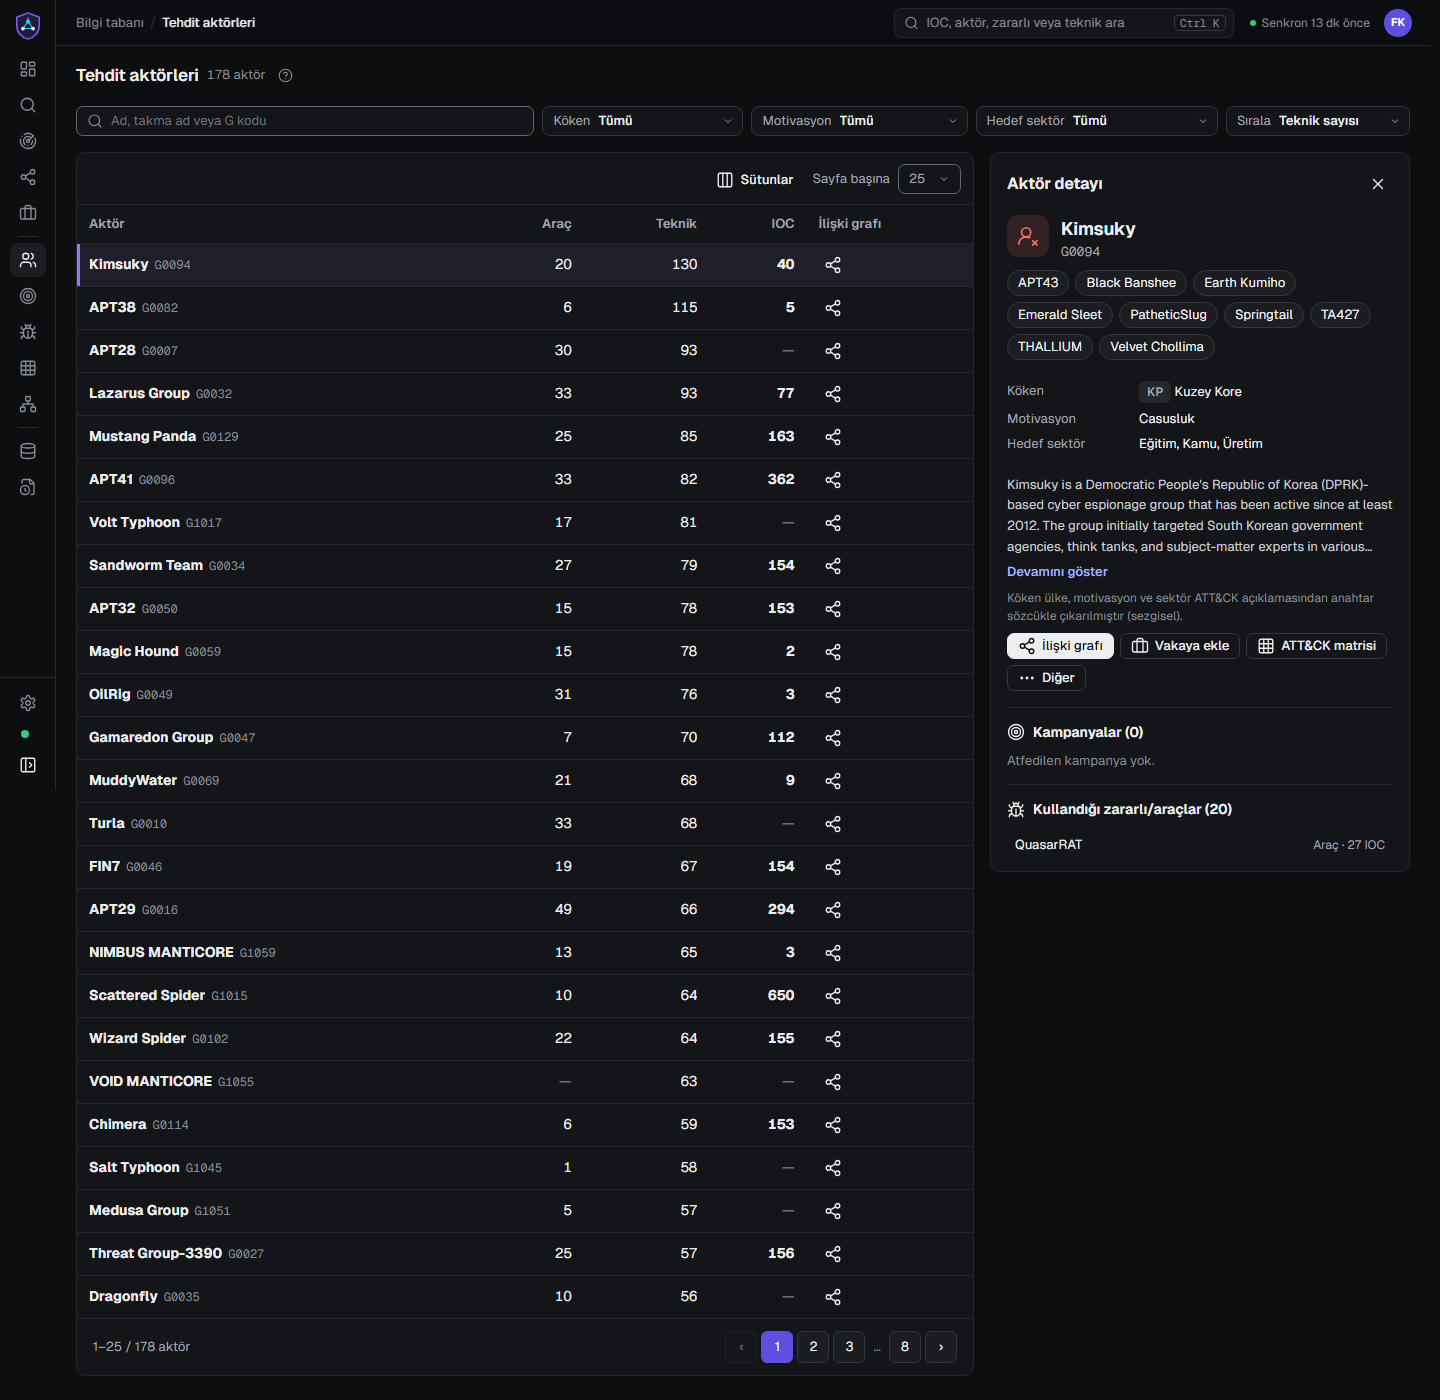 Bilgi tabanı / Tehdit aktörleri
IOC, aktör, zararlı veya teknik ara Ctrl K
Senkron 13 dk önce FK
Tehdit aktörleri 178 aktör
Ad, takma ad veya G kodu
Köken Tümü
Motivasyon Tümü
Hedef sektör Tümü
Sırala Teknik sayısı
Sütunlar Sayfa başına 25
Aktör Araç Teknik IOC İlişki grafı
Kimsuky G0094 20 130 40
APT38 G0082 6 115 5
APT28 G0007 30 93 —
Lazarus Group G0032 33 93 77
Mustang Panda G0129 25 85 163
APT41 G0096 33 82 362
Volt Typhoon G1017 17 81 —
Sandworm Team G0034 27 79 154
APT32 G0050 15 78 153
Magic Hound G0059 15 78 2
OilRig G0049 31 76 3
Gamaredon Group G0047 7 70 112
MuddyWater G0069 21 68 9
Turla G0010 33 68 —
FIN7 G0046 19 67 154
APT29 G0016 49 66 294
NIMBUS MANTICORE G1059 13 65 3
Scattered Spider G1015 10 64 650
Wizard Spider G0102 22 64 155
VOID MANTICORE G1055 — 63 —
Chimera G0114 6 59 153
Salt Typhoon G1045 1 58 —
Medusa Group G1051 5 57 —
Threat Group-3390 G0027 25 57 156
Dragonfly G0035 10 56 —
1–25 / 178 aktör
‹ 1 2 3 … 8 ›
Aktör detayı
Kimsuky
G0094
APT43 Black Banshee Earth Kumiho
Emerald Sleet PatheticSlug Springtail TA427
THALLIUM Velvet Chollima
Köken KP Kuzey Kore
Motivasyon Casusluk
Hedef sektör Eğitim, Kamu, Üretim
Kimsuky is a Democratic People's Republic of Korea (DPRK)-
based cyber espionage group that has been active since at least
2012. The group initially targeted South Korean government
agencies, think tanks, and subject-matter experts in various…
Devamını göster
Köken ülke, motivasyon ve sektör ATT&CK açıklamasından anahtar
sözcükle çıkarılmıştır (sezgisel).
İlişki grafı Vakaya ekle ATT&CK matrisi
Diğer
Kampanyalar (0)
Atfedilen kampanya yok.
Kullandığı zararlı/araçlar (20)
QuasarRAT Araç · 27 IOC